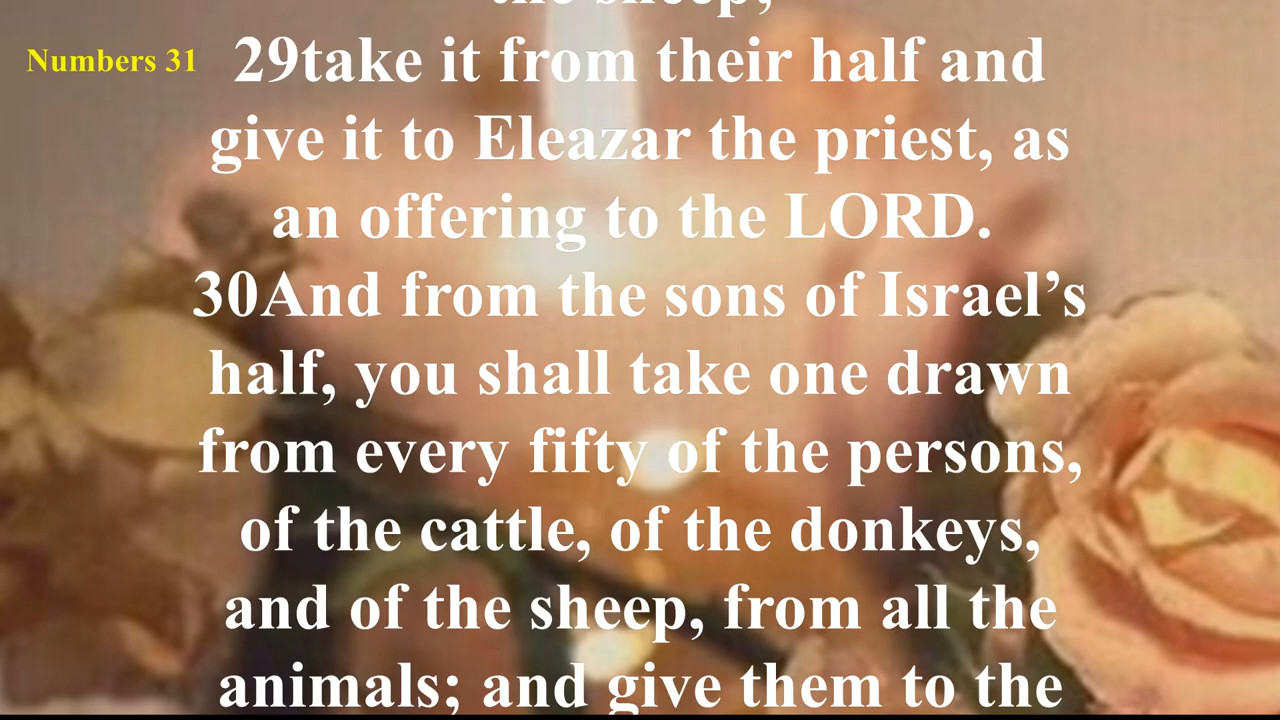 the sheep,
Numbers 31
29take it from their half and
give it to Eleazar the priest, as
an offering to the LORD.
30And from the sons of Israel’s
half, you shall take one drawn
from every fifty of the persons,
of the cattle, of the donkeys,
and of the sheep, from all the
animals; and give them to the